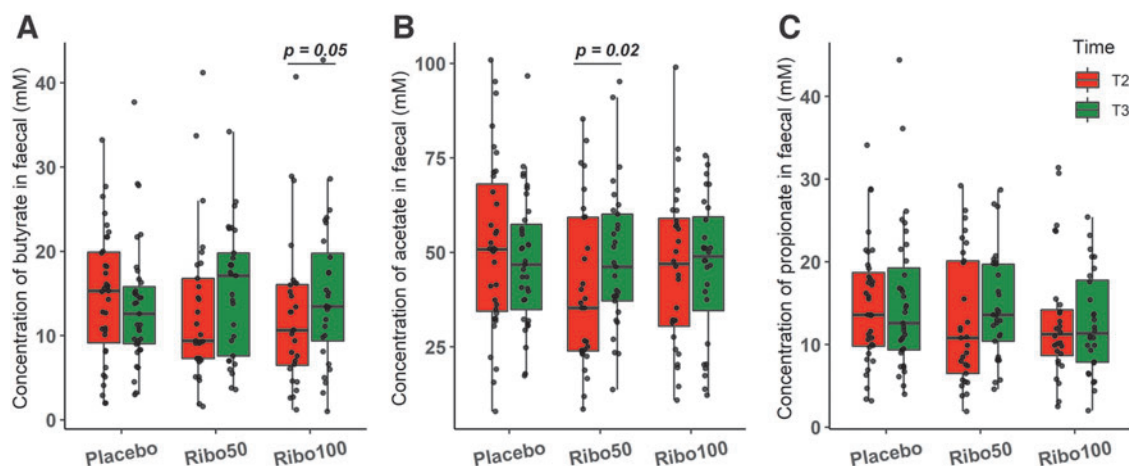 A
Concentration of butyrate in faecal (mM)
40
30
20
10
0
p = 0.05
Placebo Ribo50 Ribo100
B
Concentration of acetate in faecal (mM)
100
75
50
25
p = 0.02
Placebo Ribo50 Ribo100
C
Concentration of propionate in faecal (mM)
40
30
20
10
0
Placebo Ribo50 Ribo100
Time
T2
T3